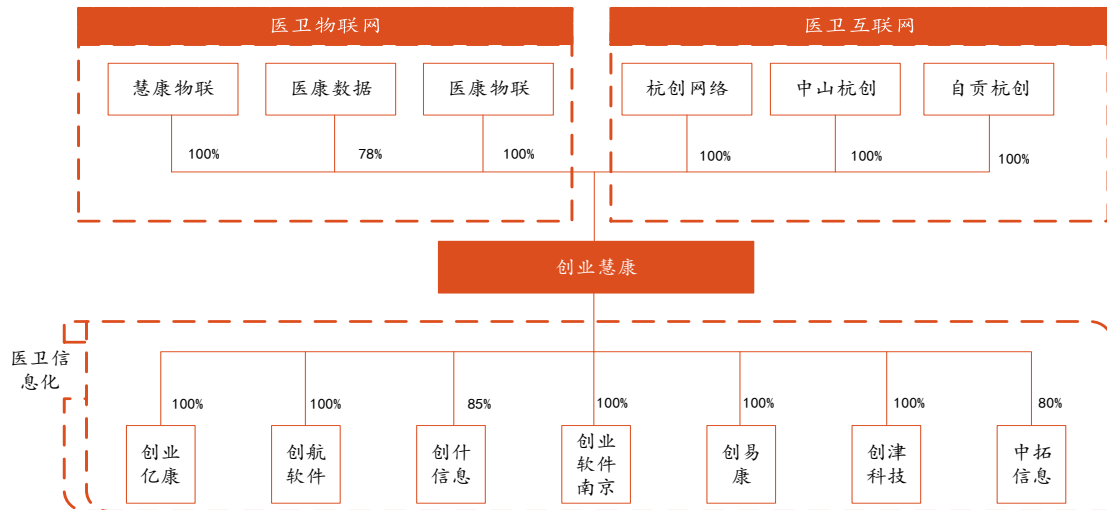 医卫物联网
医卫互联网
慧康物联
医康数据
医康物联
杭创网络
中山杭创
自贡杭创
100%
78%
100%
100%
100%
100%
创业慧康
医卫信
息化
100%
100%
85%
100%
100%
100%
80%
创业
亿康
创航
软件
创什
信息
创业
软件
南京
创易
康
创津
科技
中拓
信息